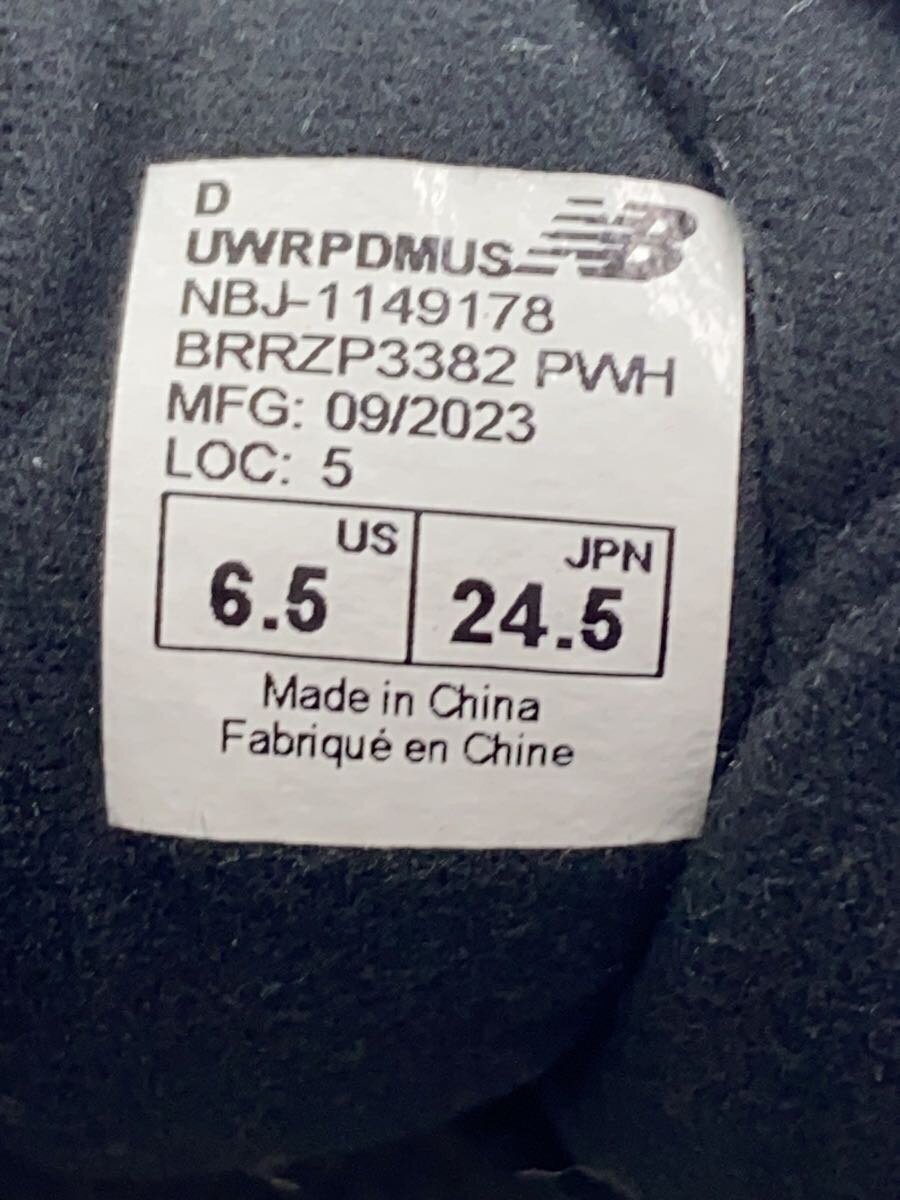 D
UWRPDMUS NB
NBJ-1149178
BRRZP3382 PWH
MFG: 09/2023
LOC: 5
US JPN
6.5 24.5
Made in China
Fabriqué en Chine